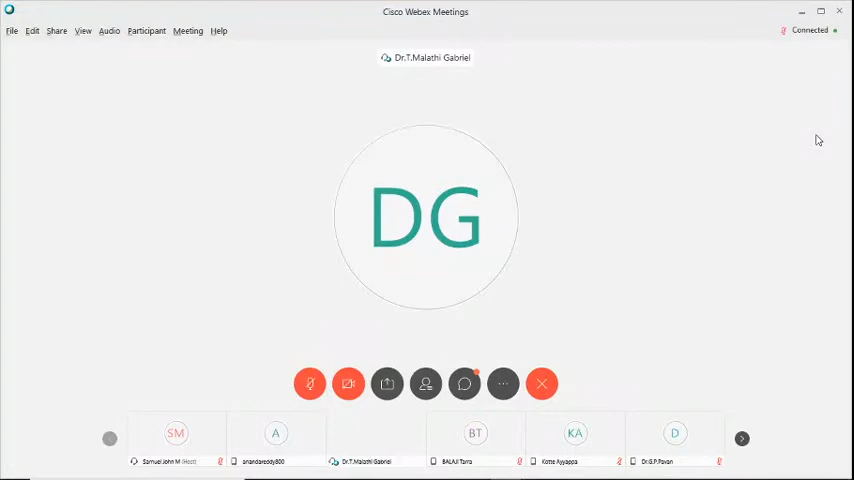 Cisco Webex Meetings
File Edit Share View Audio Participant Meeting Help
Connected
Dr.T.Malathi Gabriel
DG
SM A BT KA D
Samuel John M (Host) anandareddy800 Dr.T.Malathi Gabriel BALAJI Tarra Kotte Ayyappa Dr.G.P.Pavan